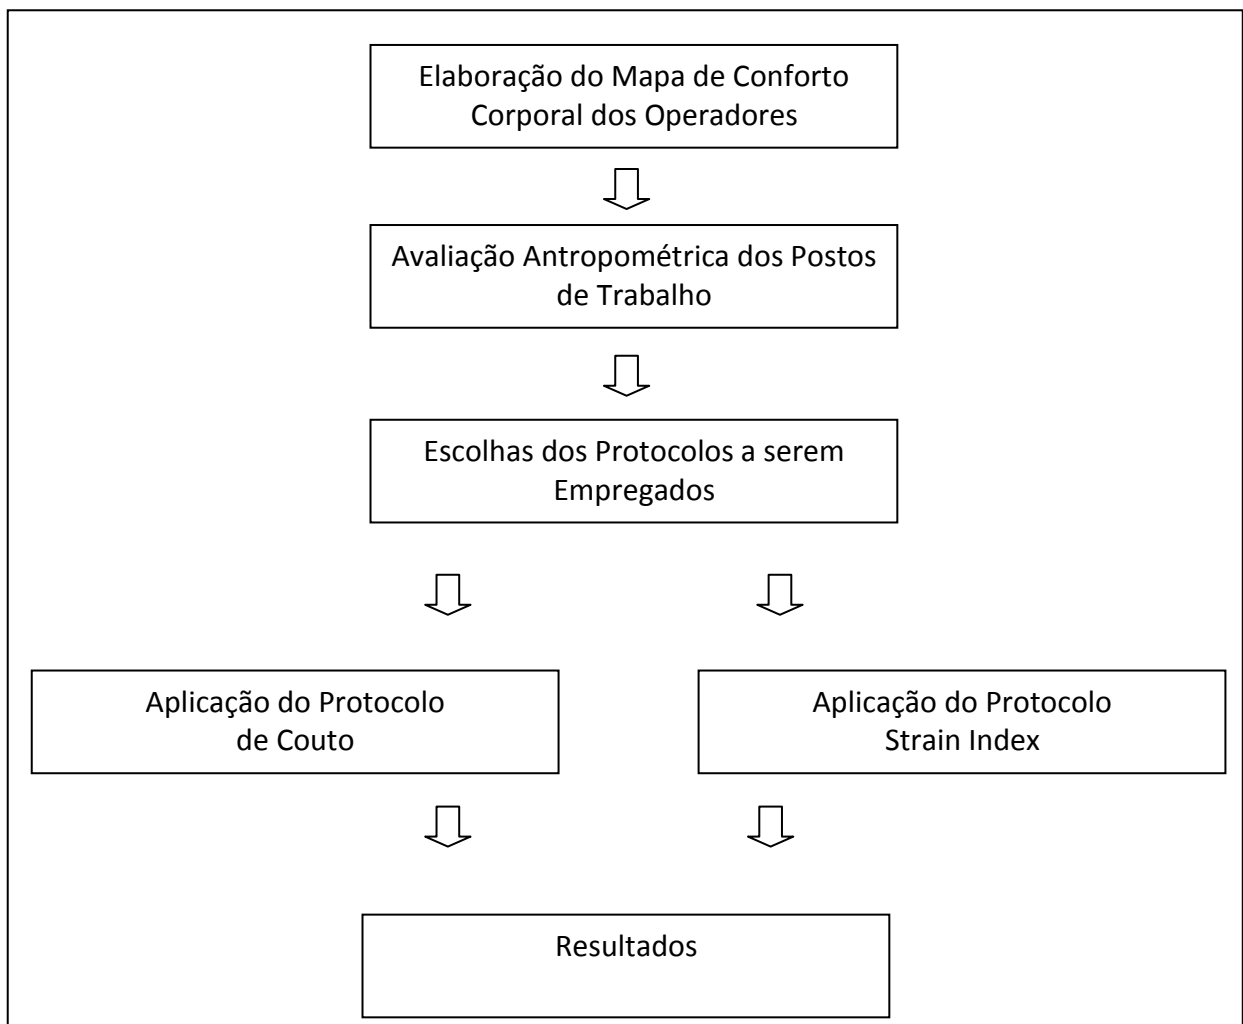 Elaboração do Mapa de Conforto
Corporal dos Operadores
Avaliação Antropométrica dos Postos
de Trabalho
Escolhas dos Protocolos a serem
Empregados
Aplicação do Protocolo
de Couto
Aplicação do Protocolo
Strain Index
Resultados